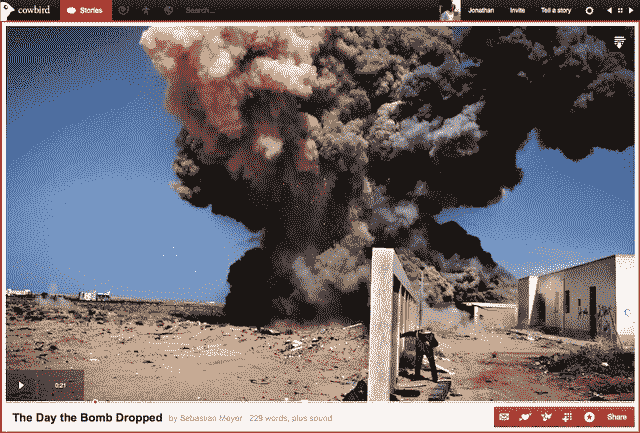 cowbird Stories Search... Jonathan Invite Tell a story
0:21
The Day the Bomb Dropped by Sebastian Meyer 229 words, plus sound Share